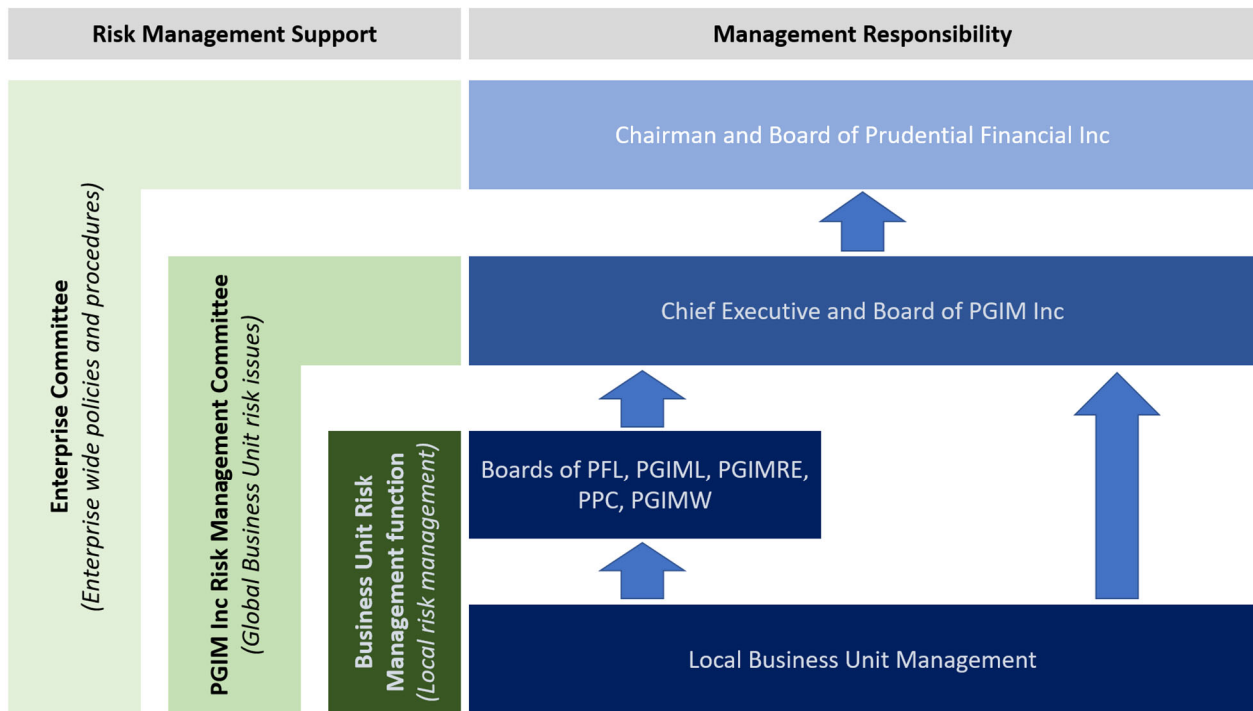 Risk Management Support
Management Responsibility
Chairman and Board of Prudential Financial Inc
Enterprise Committee
(Enterprise wide policies and procedures)
PGIM Inc Risk Management Committee
(Global Business Unit risk issues)
Chief Executive and Board of PGIM Inc
Business Unit Risk
Management function
(Local risk management)
Boards of PFL, PGIML, PGIMRE,
PPC, PGIMW
Local Business Unit Management